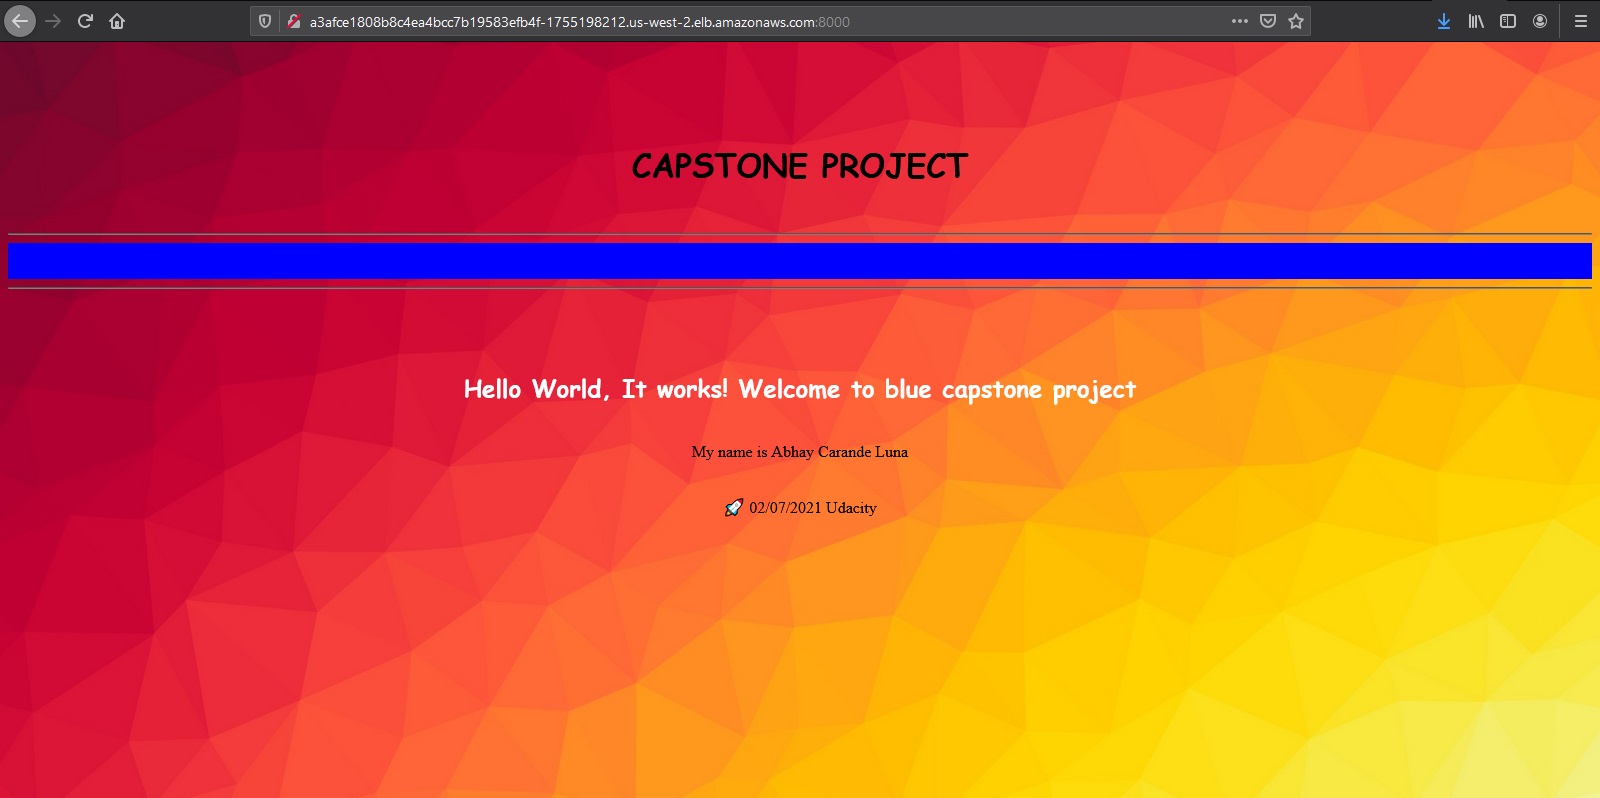 a3afce1808b8c4ea4bcc7b19583efb4f-1755198212.us-west-2.elb.amazonaws.com:8000
CAPSTONE PROJECT
Hello World, It works! Welcome to blue capstone project
My name is Abhay Carande Luna
🚀 02/07/2021 Udacity